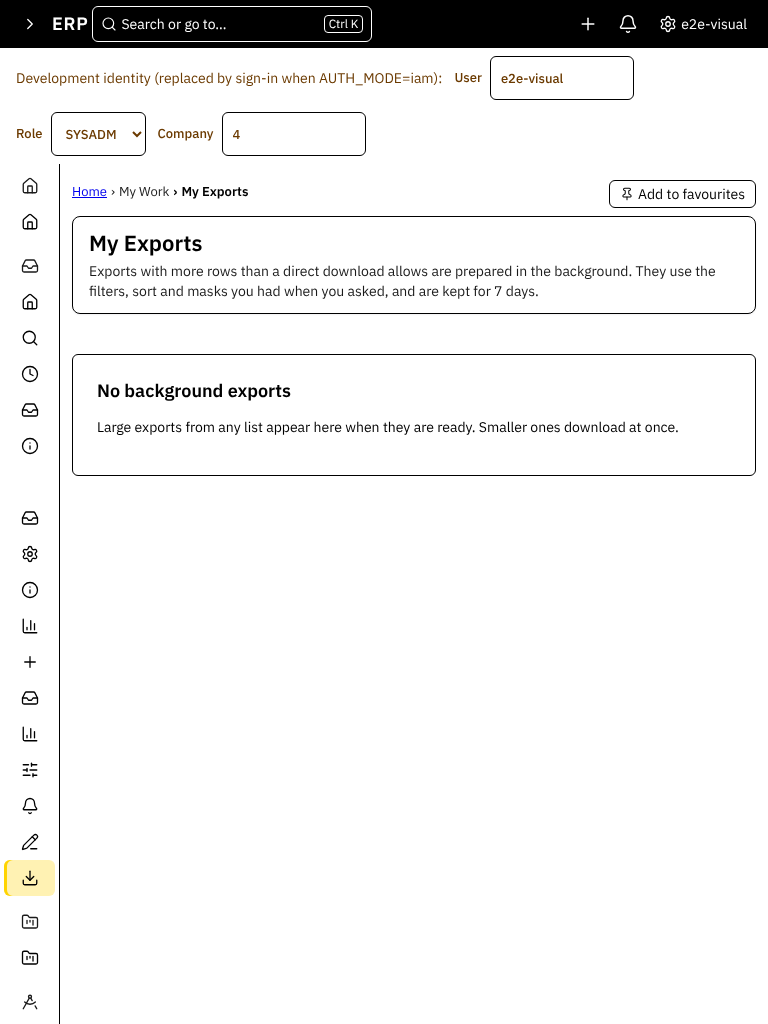 ERP
Search or go to...
Ctrl K
e2e-visual
Development identity (replaced by sign-in when AUTH_MODE=iam):
User
e2e-visual
Role
SYSADM
Company
4
Home › My Work › My Exports
Add to favourites
My Exports
Exports with more rows than a direct download allows are prepared in the background. They use the
filters, sort and masks you had when you asked, and are kept for 7 days.
No background exports
Large exports from any list appear here when they are ready. Smaller ones download at once.